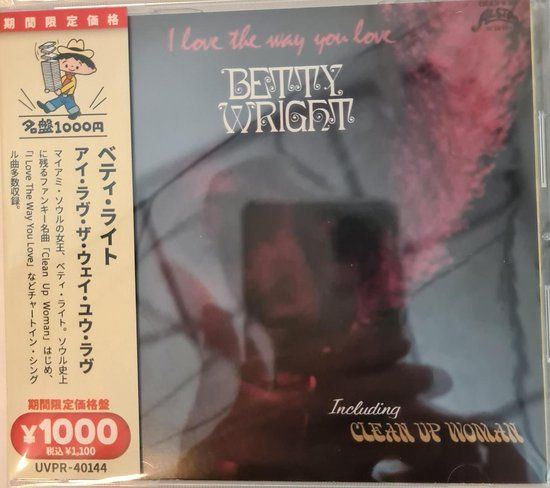 期間限定価格
名盤1000円
ベティ・ライト
アイ・ラヴ・ザ・ウェイ・ユウ・ラヴ
マイアミ・ソウルの女王、ベティ・ライト。ソウル史上
に残るファンキー名曲「Clean Up Woman」はじめ、
「I Love The Way You Love」などチャートイン・シング
ル曲多数収録。
期間限定価格盤
¥1000
税込¥1,100
UVPR-40144
I love the way you love
BETTY
WRIGHT
ALSTON
Including
CLEAN UP WOMAN